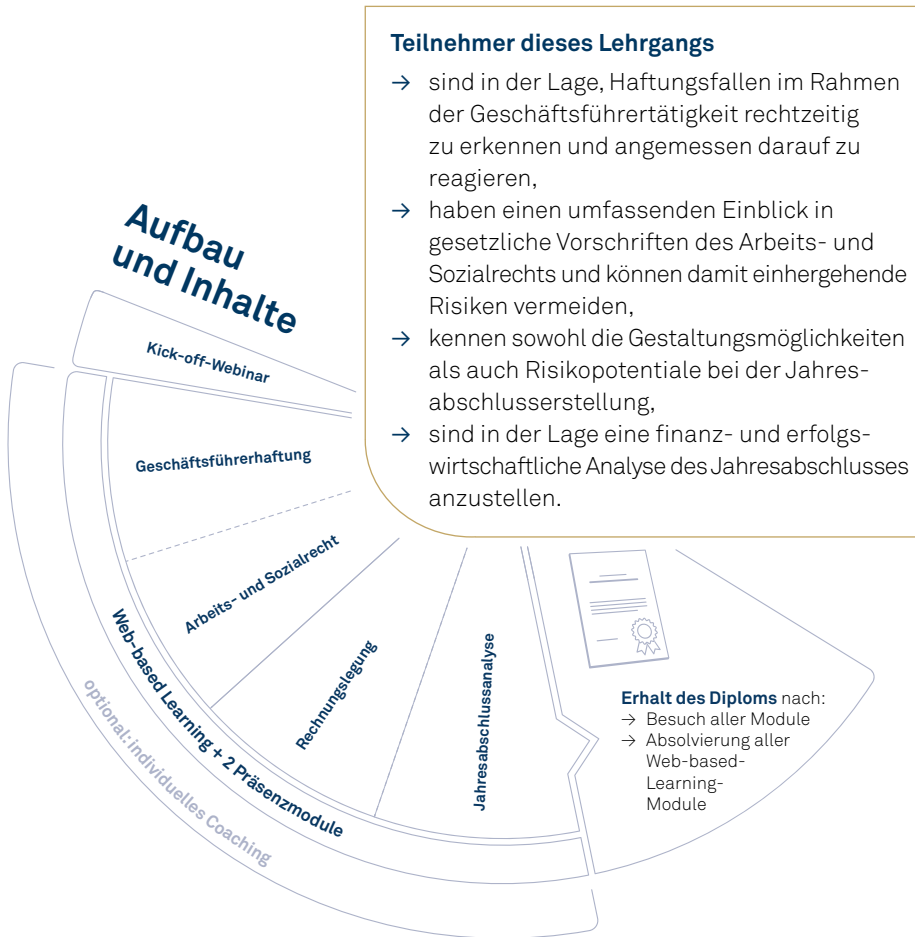 Teilnehmer dieses Lehrgangs
→ sind in der Lage, Haftungsfallen im Rahmen
der Geschäftsführertätigkeit rechtzeitig
zu erkennen und angemessen darauf zu
reagieren,
→ haben einen umfassenden Einblick in
gesetzliche Vorschriften des Arbeits- und
Sozialrechts und können damit einhergehende
Risiken vermeiden,
→ kennen sowohl die Gestaltungsmöglichkeiten
als auch Risikopotentiale bei der Jahres-
abschlusserstellung,
→ sind in der Lage eine finanz- und erfolgs-
wirtschaftliche Analyse des Jahresabschlusses
anzustellen.
Aufbau
und Inhalte
Kick-off-Webinar
Geschäftsführerhaftung
Arbeits- und Sozialrecht
Rechnungslegung
Jahresabschlussanalyse
Web-based Learning + 2 Präsenzmodule
optional: individuelles Coaching
Erhalt des Diploms nach:
→ Besuch aller Module
→ Absolvierung aller
Web-based-
Learning-
Module